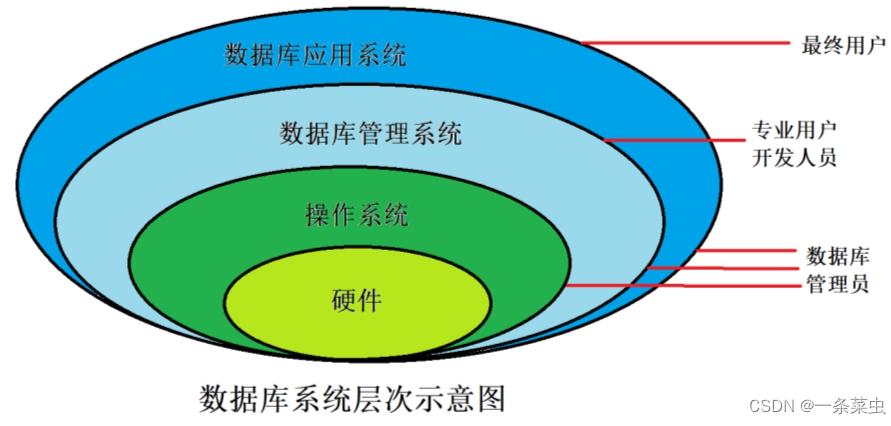 数据库应用系统
最终用户
数据库管理系统
专业用户
开发人员
操作系统
数据库
管理员
硬件
数据库系统层次示意图
CSDN @一条菜虫